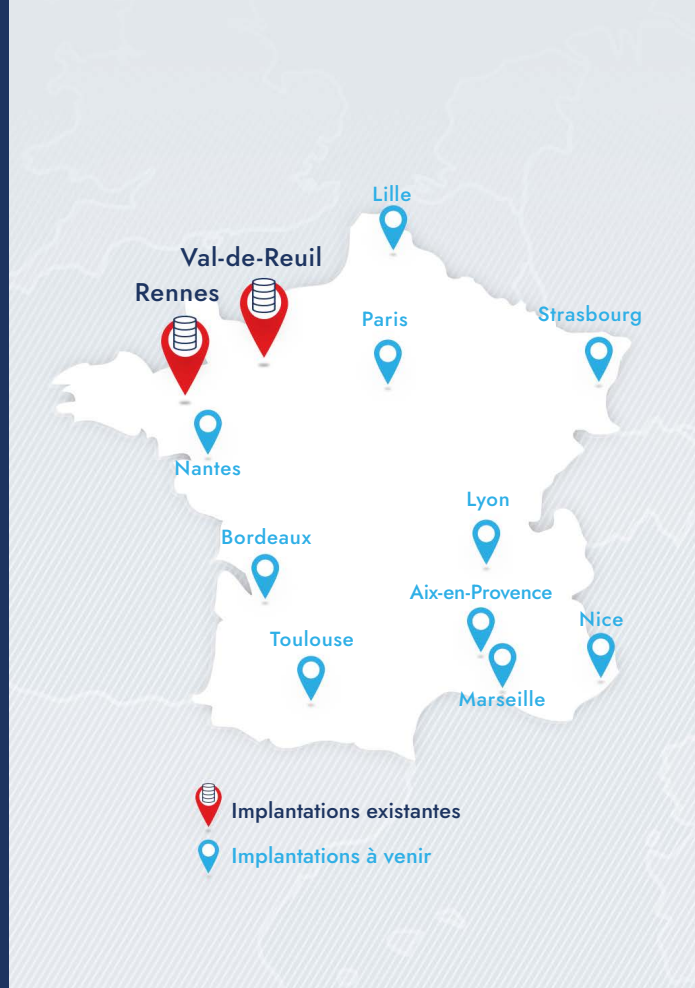 Lille
Val-de-Reuil
Rennes
Paris
Strasbourg
Nantes
Lyon
Bordeaux
Aix-en-Provence
Nice
Toulouse
Marseille
Implantations existantes
Implantations à venir